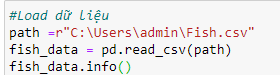 #Load dữ liệu
path =r"C:\Users\admin\Fish.csv"
fish_data = pd.read_csv(path)
fish_data.info()